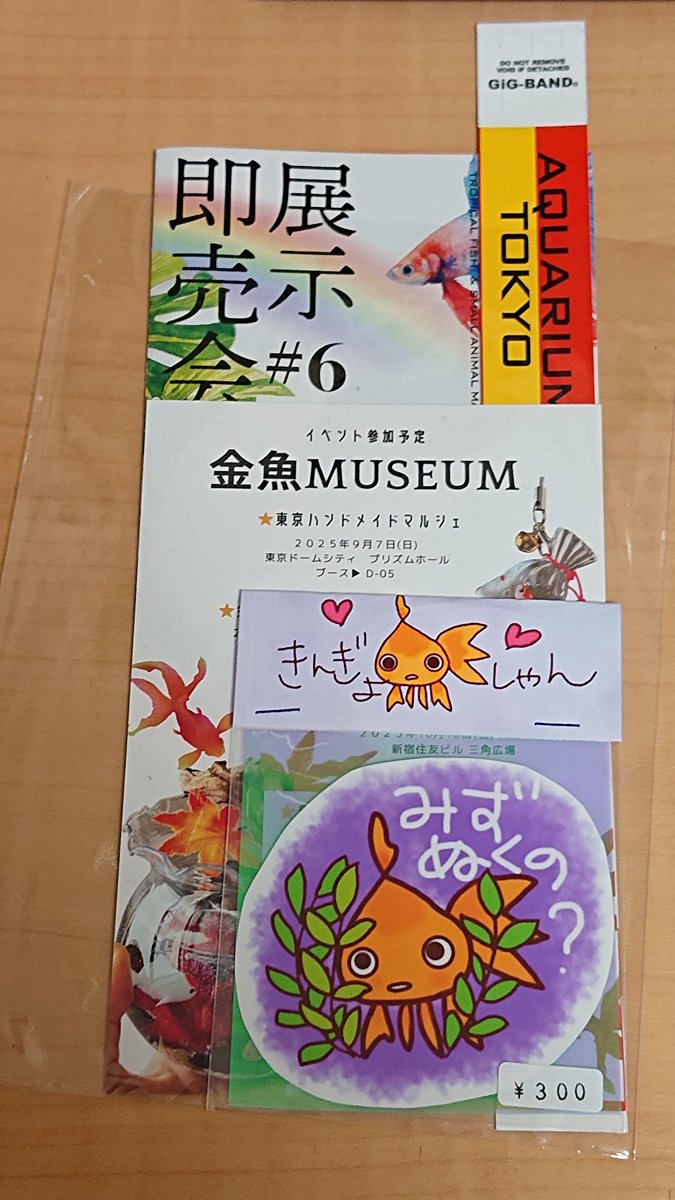 DO NOT REMOVE
VOID IF DETACHED
GiG-BAND®
AQUARIUM
TOKYO
TROPICAL FISH & SMALL ANIMAL MA
展示
即売会
#6
イベント参加予定
金魚MUSEUM
★東京ハンドメイドマルシェ
2025年9月7日(日)
東京ドームシティ プリズムホール
ブース▶ D-05
きんぎょしゃん
新宿住友ビル 三角広場
みず
ぬくの?
¥300